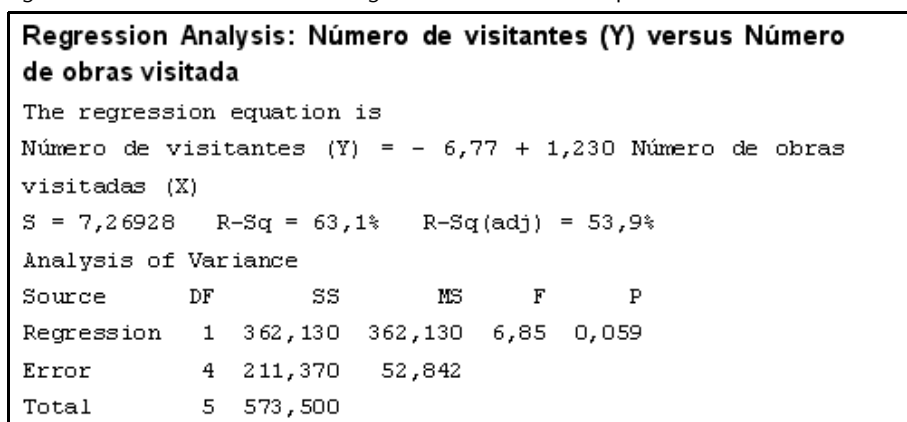 Regression Analysis: Número de visitantes (Y) versus Número
de obras visitada
The regression equation is
Número de visitantes (Y) = - 6,77 + 1,230 Número de obras
visitadas (X)
S = 7,26928 R-Sq = 63,1% R-Sq(adj) = 53,9%
Analysis of Variance
Source DF SS MS F P
Regression 1 362,130 362,130 6,85 0,059
Error 4 211,370 52,842
Total 5 573,500